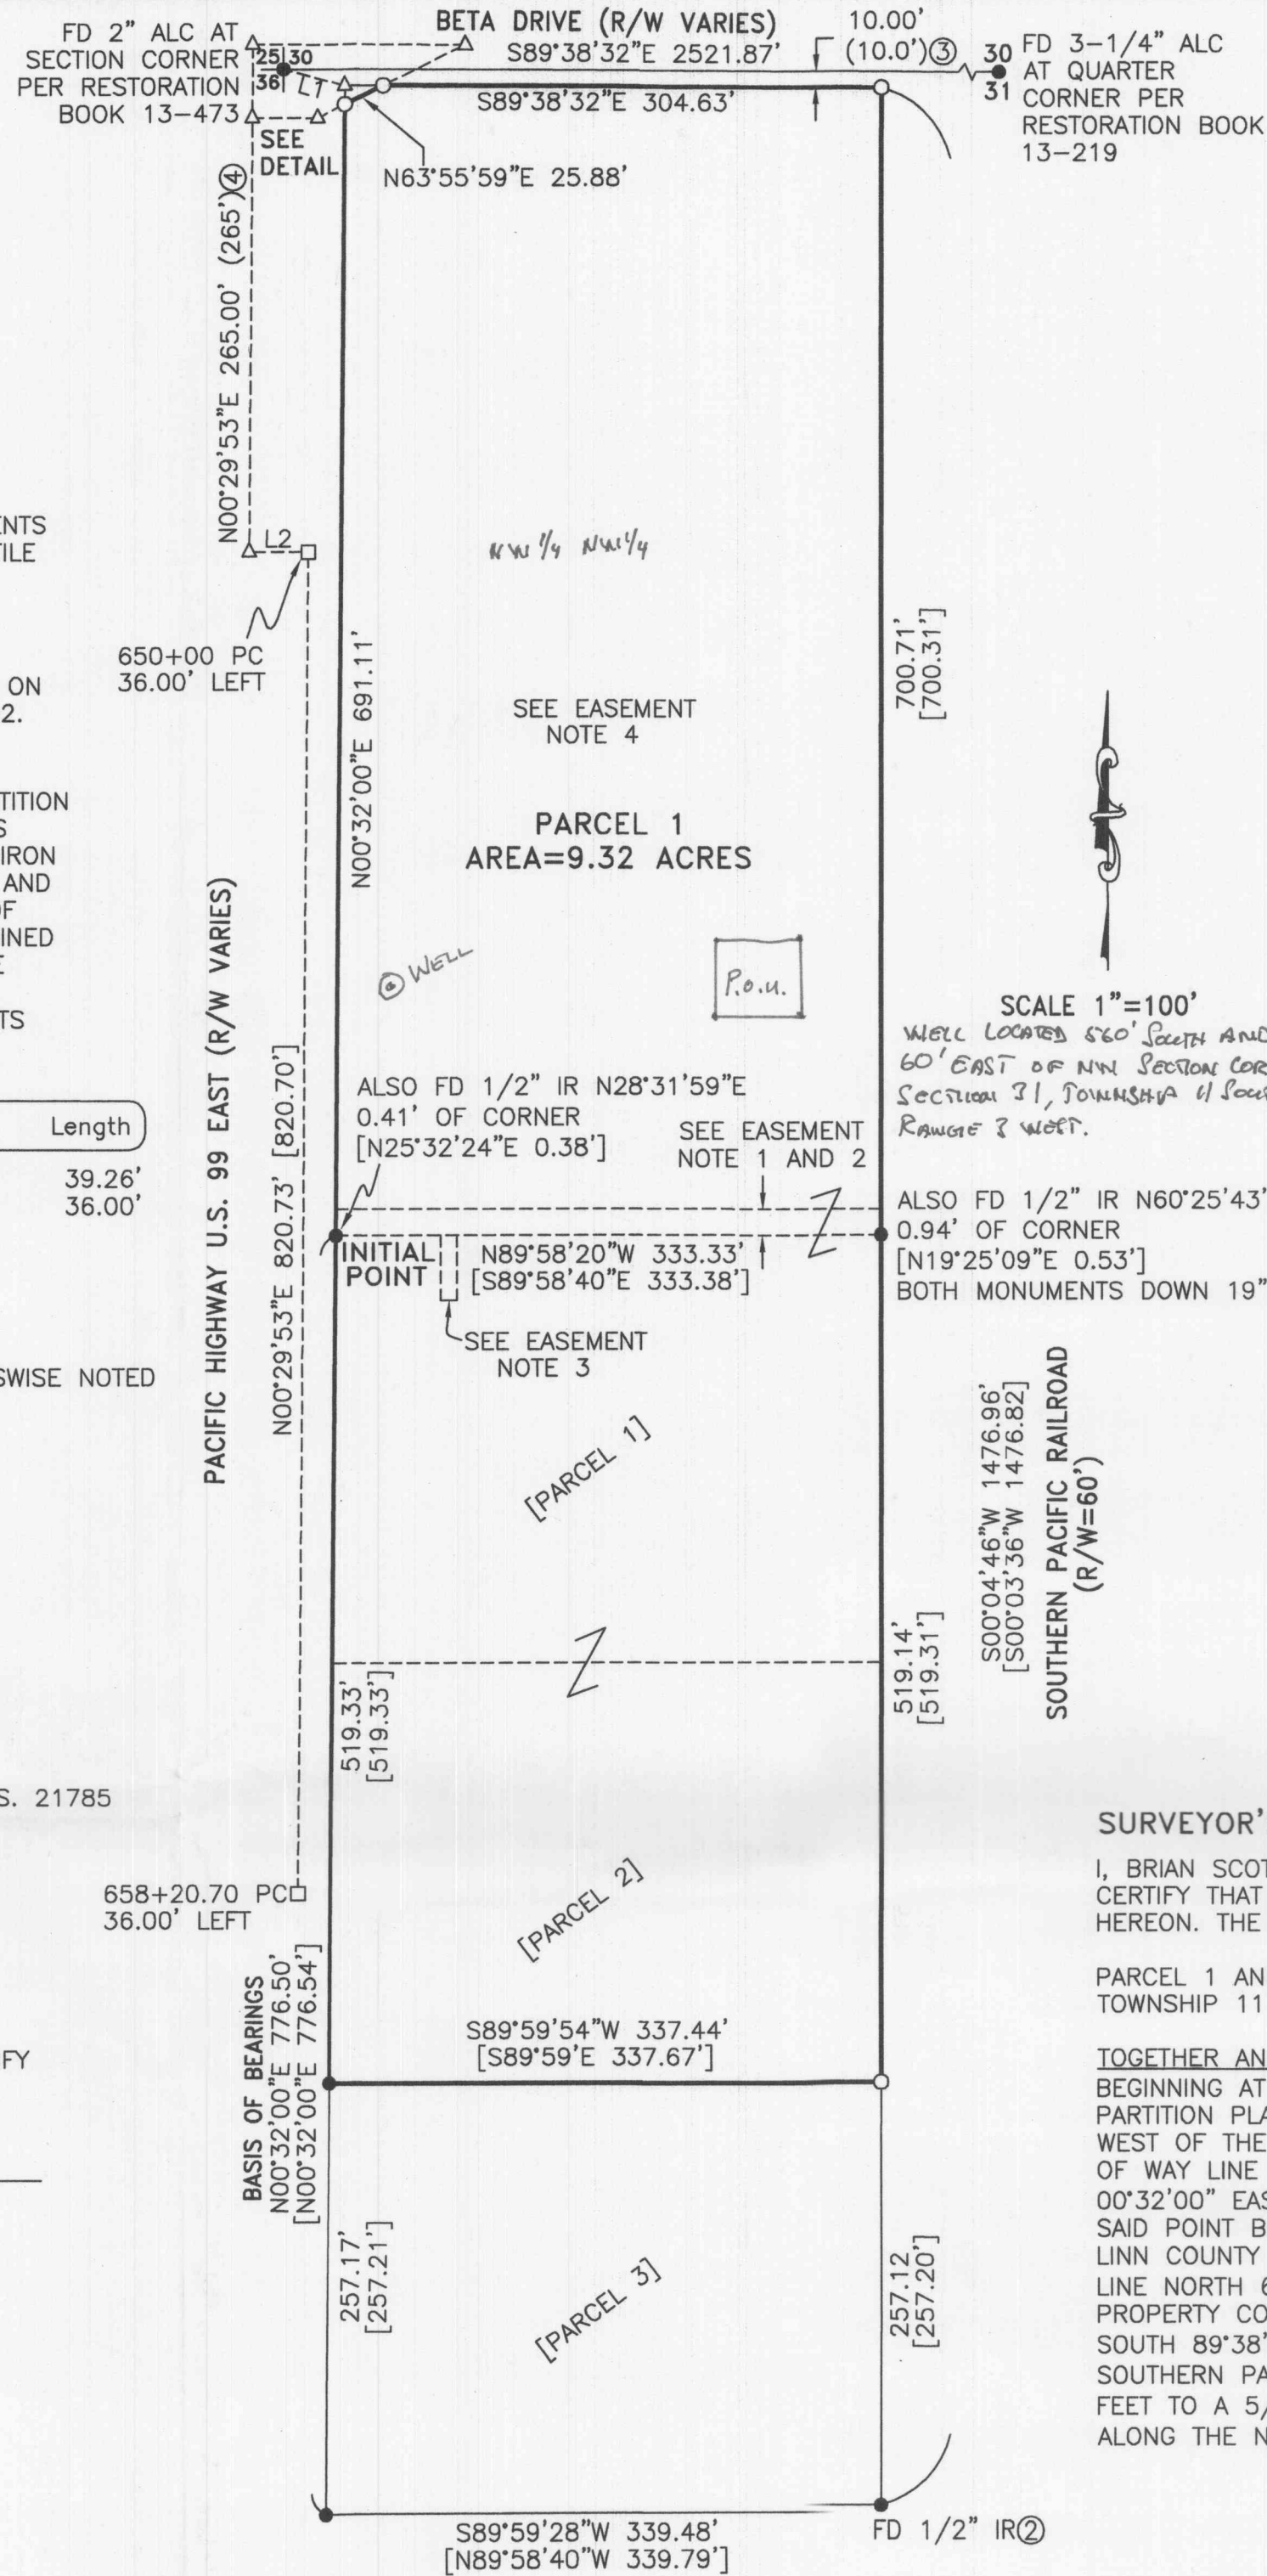 FD 2" ALC AT
SECTION CORNER
PER RESTORATION
BOOK 13-473
25 30
36
L1
SEE
DETAIL
BETA DRIVE (R/W VARIES)
S89°38'32"E 2521.87'
10.00'
(10.0')③
30
31
FD 3-1/4" ALC
AT QUARTER
CORNER PER
RESTORATION BOOK
13-219
S89°38'32"E 304.63'
N63°55'59"E 25.88'
N00°29'53"E 265.00' (265')④
L2
NW 1/4 NW 1/4
ENTS
TILE
650+00 PC
36.00' LEFT
ON
2.
N00°32'00"E 691.11'
700.71'
[700.31']
SEE EASEMENT
NOTE 4
TITION
S
IRON
AND
OF
INED
E
TS
PARCEL 1
AREA=9.32 ACRES
WELL
P.O.U.
SCALE 1"=100'
WELL LOCATED 560' SOUTH AND
60' EAST OF NW SECTION COR
SECTION 31, TOWNSHIP 11 SOU
RANGE 3 WEST.
Length
39.26'
36.00'
PACIFIC HIGHWAY U.S. 99 EAST (R/W VARIES)
N00°29'53"E 820.73' [820.70']
ALSO FD 1/2" IR N28°31'59"E
0.41' OF CORNER
[N25°32'24"E 0.38']
SEE EASEMENT
NOTE 1 AND 2
ALSO FD 1/2" IR N60°25'43"
0.94' OF CORNER
[N19°25'09"E 0.53']
BOTH MONUMENTS DOWN 19"
INITIAL
POINT
N89°58'20"W 333.33'
[S89°58'40"E 333.38']
SEE EASEMENT
NOTE 3
SWISE NOTED
[PARCEL 1]
S00°04'46"W 1476.96'
[S00°03'36"W 1476.82]
SOUTHERN PACIFIC RAILROAD
(R/W=60')
519.33'
[519.33']
519.14'
[519.31']
S. 21785
[PARCEL 2]
658+20.70 PC
36.00' LEFT
BASIS OF BEARINGS
N00°32'00"E 776.50'
[N00°32'00"E 776.54']
S89°59'54"W 337.44'
[S89°59'E 337.67']
FY
257.17'
[257.21']
[PARCEL 3]
257.12
[257.20']
S89°59'28"W 339.48'
[N89°58'40"W 339.79']
FD 1/2" IR②
SURVEYOR'
I, BRIAN SCOT
CERTIFY THAT
HEREON. THE
PARCEL 1 AN
TOWNSHIP 11
TOGETHER AN
BEGINNING AT
PARTITION PLA
WEST OF THE
OF WAY LINE
00°32'00" EAS
SAID POINT B
LINN COUNTY
LINE NORTH 6
PROPERTY CO
SOUTH 89°38'
SOUTHERN PA
FEET TO A 5/
ALONG THE N